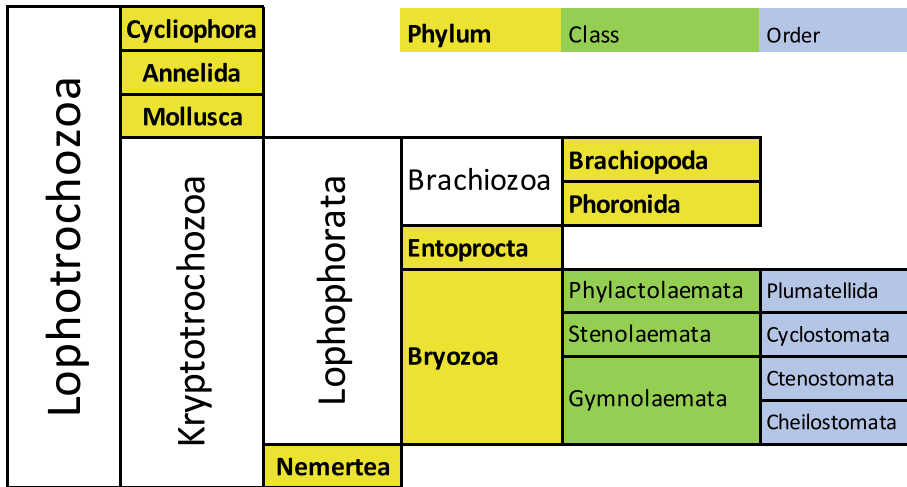 Lophotrochozoa
Cycliophora
Annelida
Mollusca
Phylum
Class
Order
Kryptotrochozoa
Lophophorata
Brachiozoa
Brachiopoda
Phoronida
Entoprocta
Bryozoa
Phylactolaemata
Plumatellida
Stenolaemata
Cyclostomata
Gymnolaemata
Ctenostomata
Cheilostomata
Nemertea